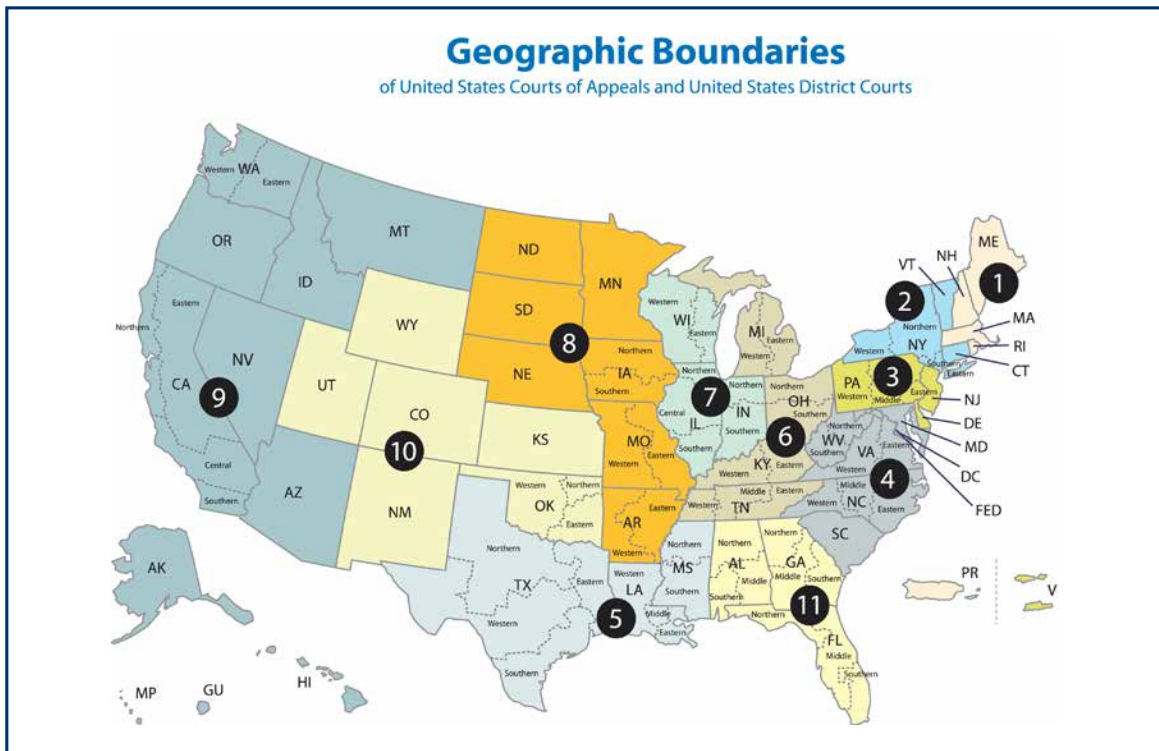 Geographic Boundaries
of United States Courts of Appeals and United States District Courts
Western
WA
Eastern
MT
OR
ID
ND
MN
SD
WY
NE
8
Western
WI
Eastern
MI
Eastern
Western
VT
NH
ME
1
2
Northern
NY
Western
Southern
Eastern
MA
RI
CT
3
PA
Western
Middle
Eastern
NJ
DE
MD
DC
FED
Eastern
Northern
NV
CA
9
Central
Southern
UT
CO
10
KS
Northern
IA
Southern
Northern
Central
7
IL
Southern
Northern
IN
Southern
Northern
OH
Southern
6
MO
Western
Eastern
KY
Western
Eastern
Northern
WV
Southern
VA
Eastern
Western
4
Middle
Western
NC
Eastern
SC
AZ
NM
Western
Northern
OK
Eastern
Eastern
AR
Western
Western
Middle
Eastern
TN
Northern
TX
Eastern
Western
Southern
Western
LA
Middle
Eastern
5
Northern
MS
Southern
Northern
AL
Middle
Southern
Northern
GA
Middle
Southern
11
Northern
FL
Middle
Southern
AK
HI
GU
MP
PR
V